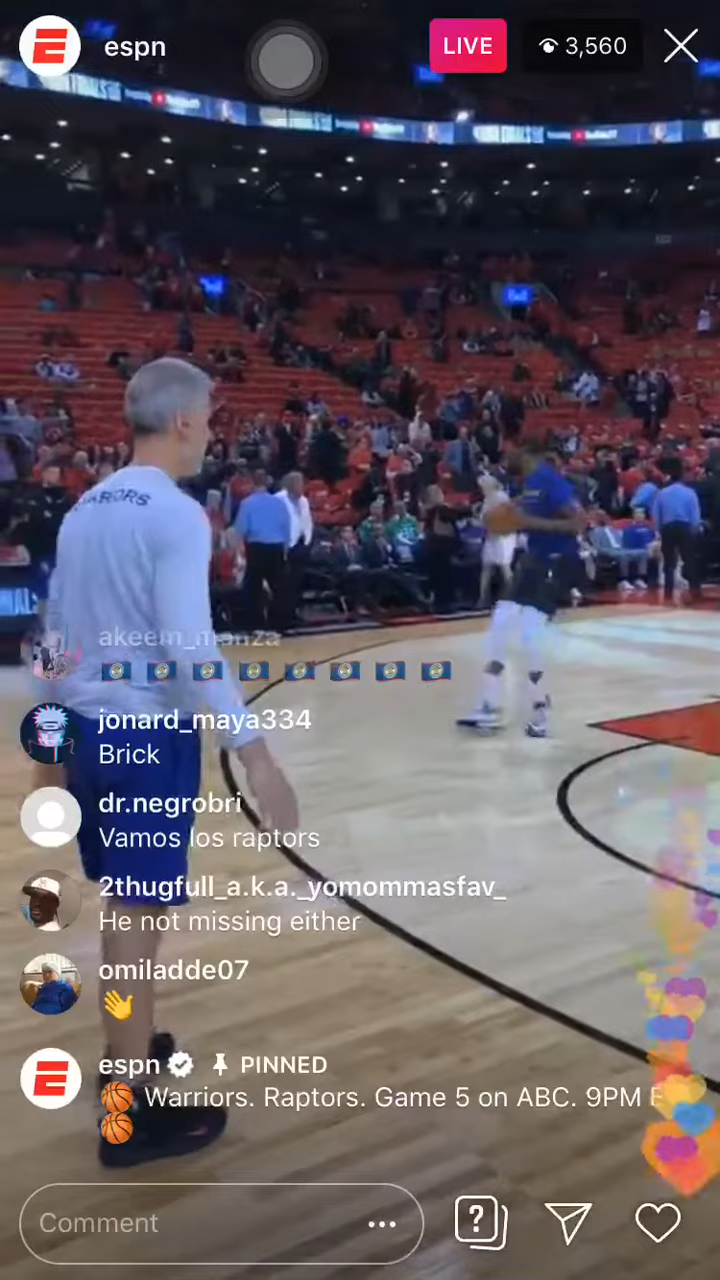 espn
LIVE
3,560
akeem_manza
jonard_maya334
Brick
dr.negrobri
Vamos los raptors
2thugfull_a.k.a._yomommasfav_
He not missing either
omiladde07
espn PINNED
Warriors. Raptors. Game 5 on ABC. 9PM E
Comment